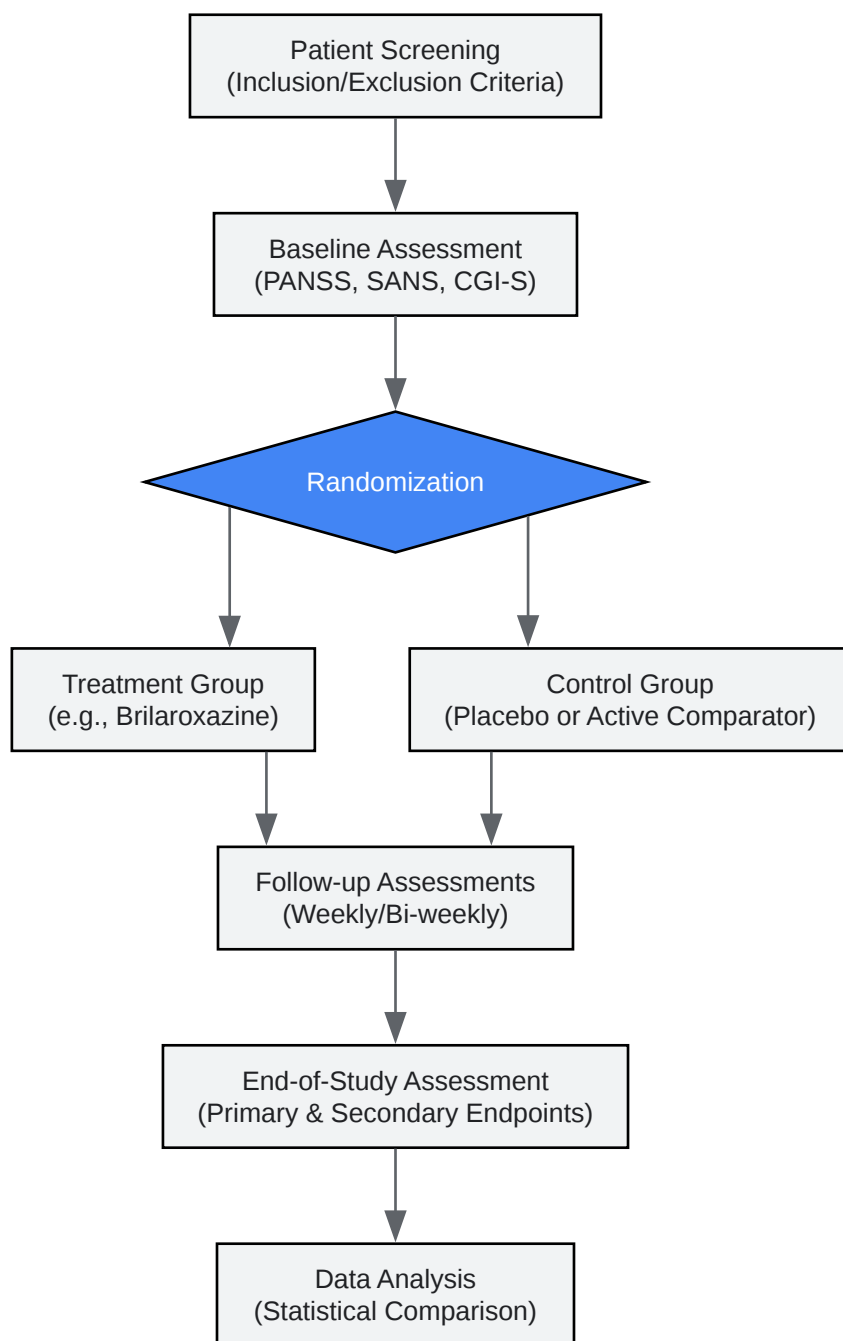 Patient Screening
(Inclusion/Exclusion Criteria)
Baseline Assessment
(PANSS, SANS, CGI-S)
Randomization
Treatment Group
(e.g., Brilaroxazine)
Control Group
(Placebo or Active Comparator)
Follow-up Assessments
(Weekly/Bi-weekly)
End-of-Study Assessment
(Primary & Secondary Endpoints)
Data Analysis
(Statistical Comparison)